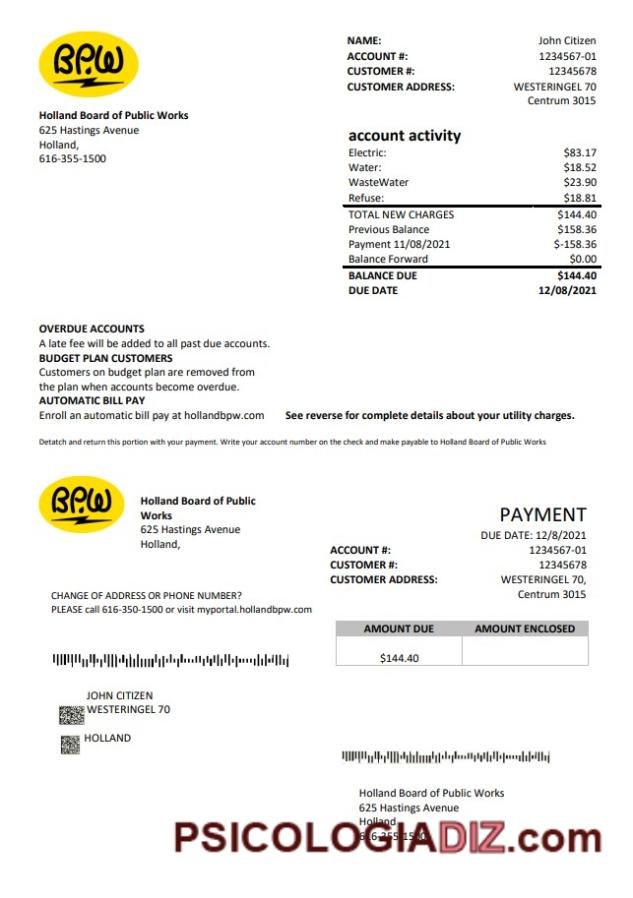 BPW
Holland Board of Public Works
625 Hastings Avenue
Holland,
616-355-1500
NAME: John Citizen
ACCOUNT #: 1234567-01
CUSTOMER #: 12345678
CUSTOMER ADDRESS: WESTERINGEL 70
Centrum 3015
account activity
Electric: $83.17
Water: $18.52
WasteWater $23.90
Refuse: $18.81
TOTAL NEW CHARGES $144.40
Previous Balance $158.36
Payment 11/08/2021 $-158.36
Balance Forward $0.00
BALANCE DUE $144.40
DUE DATE 12/08/2021
OVERDUE ACCOUNTS
A late fee will be added to all past due accounts.
BUDGET PLAN CUSTOMERS
Customers on budget plan are removed from
the plan when accounts become overdue.
AUTOMATIC BILL PAY
Enroll an automatic bill pay at hollandbpw.com See reverse for complete details about your utility charges.
Detatch and return this portion with your payment. Write your account number on the check and make payable to Holland Board of Public Works
BPW
Holland Board of Public
Works
625 Hastings Avenue
Holland,
PAYMENT
DUE DATE: 12/8/2021
ACCOUNT #: 1234567-01
CUSTOMER #: 12345678
CUSTOMER ADDRESS: WESTERINGEL 70,
Centrum 3015
CHANGE OF ADDRESS OR PHONE NUMBER?
PLEASE call 616-350-1500 or visit myportal.hollandbpw.com
AMOUNT DUE AMOUNT ENCLOSED
$144.40
JOHN CITIZEN
WESTERINGEL 70
HOLLAND
Holland Board of Public Works
625 Hastings Avenue
Holland,
616-355-1500
PSICOLOGIADIZ.com